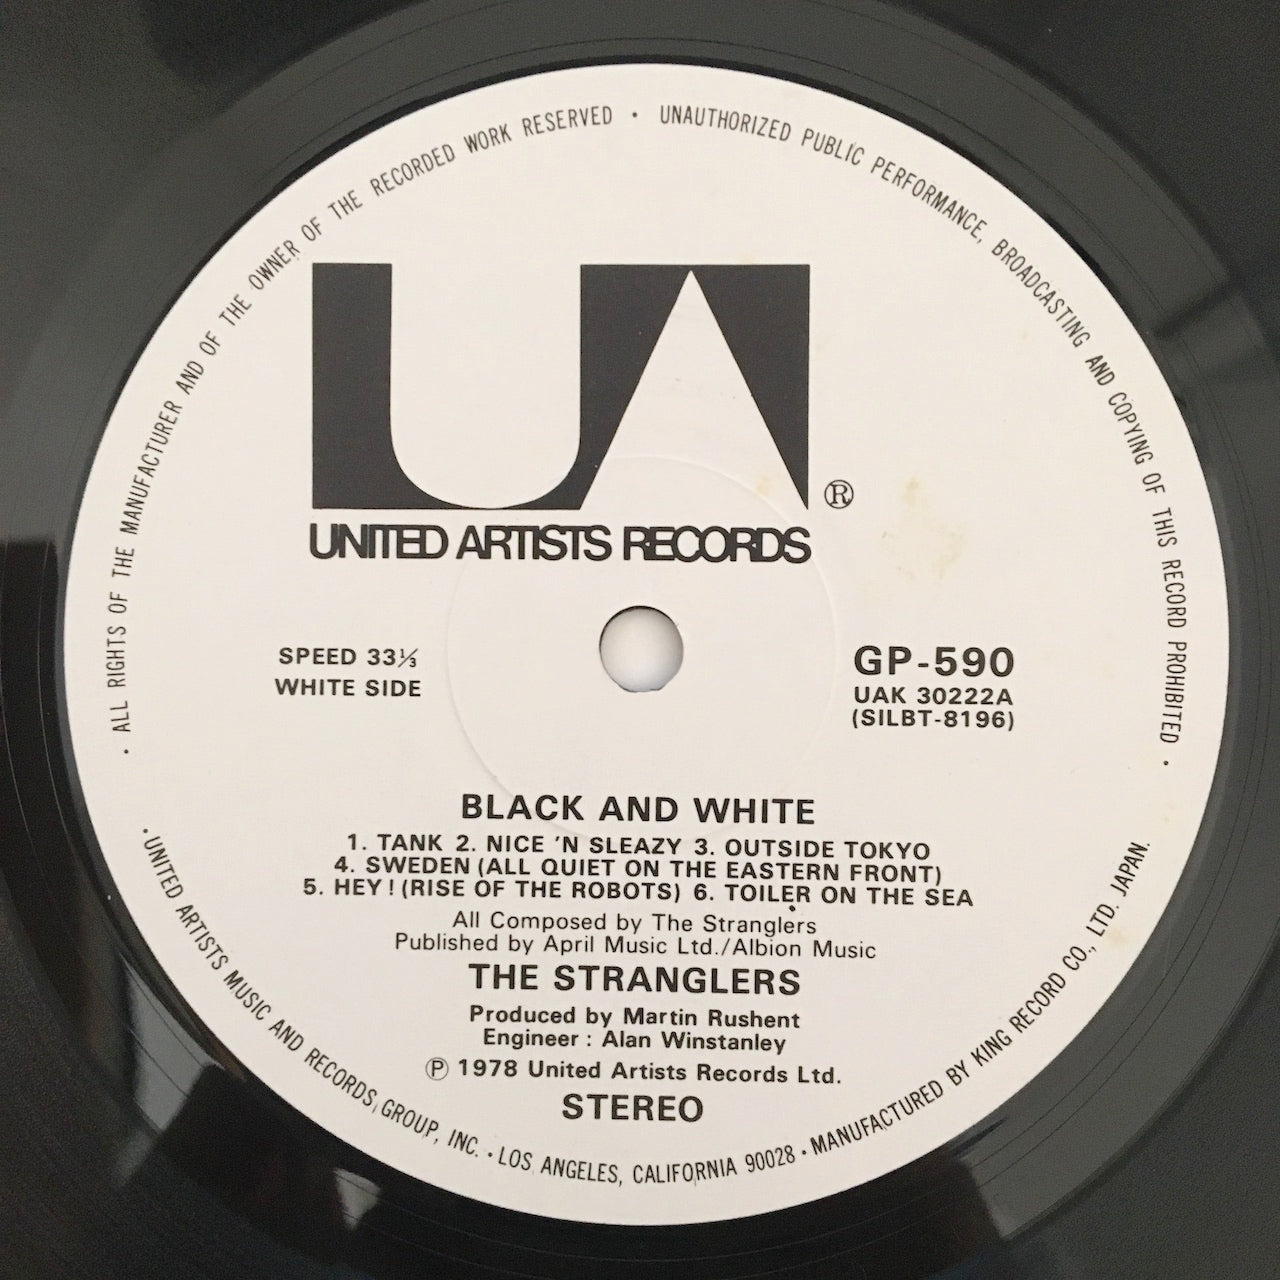 • ALL RIGHTS OF THE MANUFACTURER AND OF THE OWNER OF THE RECORDED WORK RESERVED • UNAUTHORIZED PUBLIC PERFORMANCE, BROADCASTING AND COPYING OF THIS RECORD PROHIBITED •
UA ®
UNITED ARTISTS RECORDS
SPEED 33⅓
WHITE SIDE
GP-590
UAK 30222A
(SILBT-8196)
BLACK AND WHITE
1. TANK 2. NICE 'N SLEAZY 3. OUTSIDE TOKYO
4. SWEDEN (ALL QUIET ON THE EASTERN FRONT)
5. HEY! (RISE OF THE ROBOTS) 6. TOILER ON THE SEA
All Composed by The Stranglers
Published by April Music Ltd./Albion Music
THE STRANGLERS
Produced by Martin Rushent
Engineer : Alan Winstanley
Ⓟ 1978 United Artists Records Ltd.
STEREO
• UNITED ARTISTS MUSIC AND RECORDS GROUP, INC. • LOS ANGELES, CALIFORNIA 90028 • MANUFACTURED BY KING RECORD CO., LTD. JAPAN.